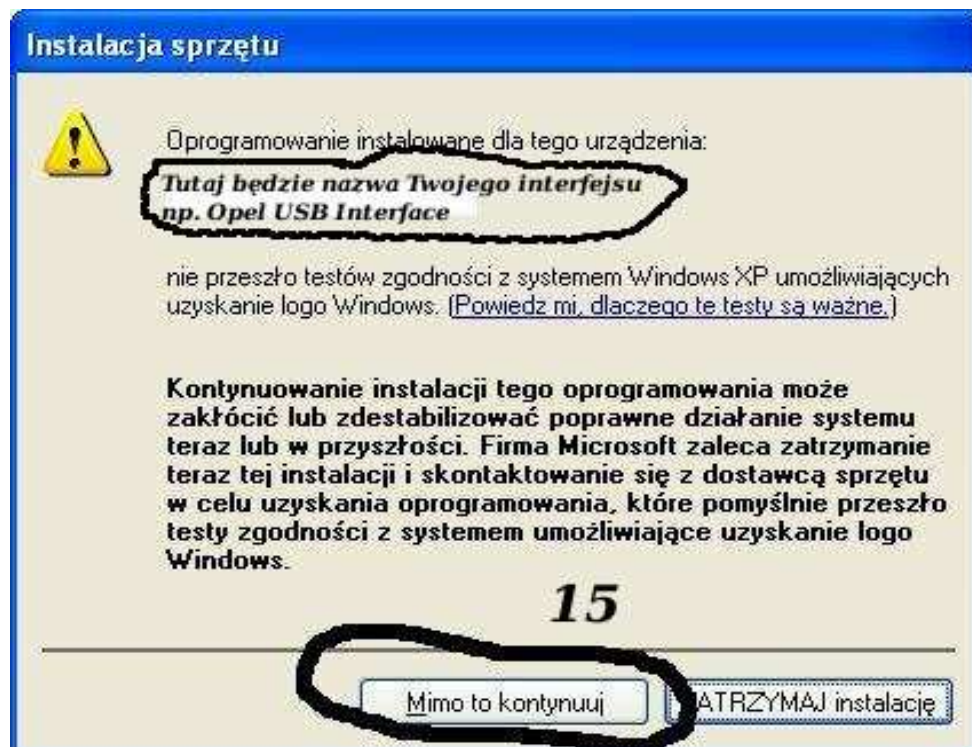 Instalacja sprzętu
Oprogramowanie instalowane dla tego urządzenia:
Tutaj będzie nazwa Twojego interfejsu
np. Opel USB Interface
nie przeszło testów zgodności z systemem Windows XP umożliwiających
uzyskanie logo Windows. (Powiedz mi, dlaczego te testy są ważne.)
Kontynuowanie instalacji tego oprogramowania może
zakłócić lub zdestabilizować poprawne działanie systemu
teraz lub w przyszłości. Firma Microsoft zaleca zatrzymanie
teraz tej instalacji i skontaktowanie się z dostawcą sprzętu
w celu uzyskania oprogramowania, które pomyślnie przeszło
testy zgodności z systemem umożliwiające uzyskanie logo
Windows.
15
Mimo to kontynuuj
ZATRZYMAJ instalację